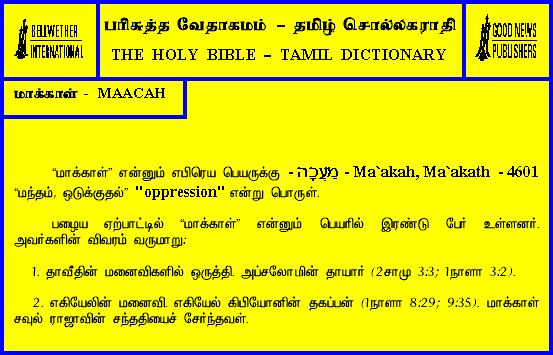 BELLWETHER
INTERNATIONAL
பரிசுத்த வேதாகமம் – தமிழ் சொல்லகராதி
THE HOLY BIBLE – TAMIL DICTIONARY
GOOD NEWS
PUBLISHERS
மாக்காள் - MAACAH
“மாக்காள்” என்னும் எபிரெய பெயருக்கு - מַעֲכָה - Ma`akah, Ma`akath - 4601
“மந்தம், ஒடுக்குதல்” "oppression" என்று பொருள்.
பழைய ஏற்பாட்டில் “மாக்காள்” என்னும் பெயரில் இரண்டு பேர் உள்ளனர்.
அவர்களின் விவரம் வருமாறு:
1. தாவீதின் மனைவிகளில் ஒருத்தி. அப்சலோமின் தாயார் (2சாமு 3:3; 1நாளா 3:2).
2. எகியேலின் மனைவி. எகியேல் கிபியோனின் தகப்பன் (1நாளா 8:29; 9:35). மாக்காள்
சவுல் ராஜாவின் சந்ததியைச் சேர்ந்தவள்.